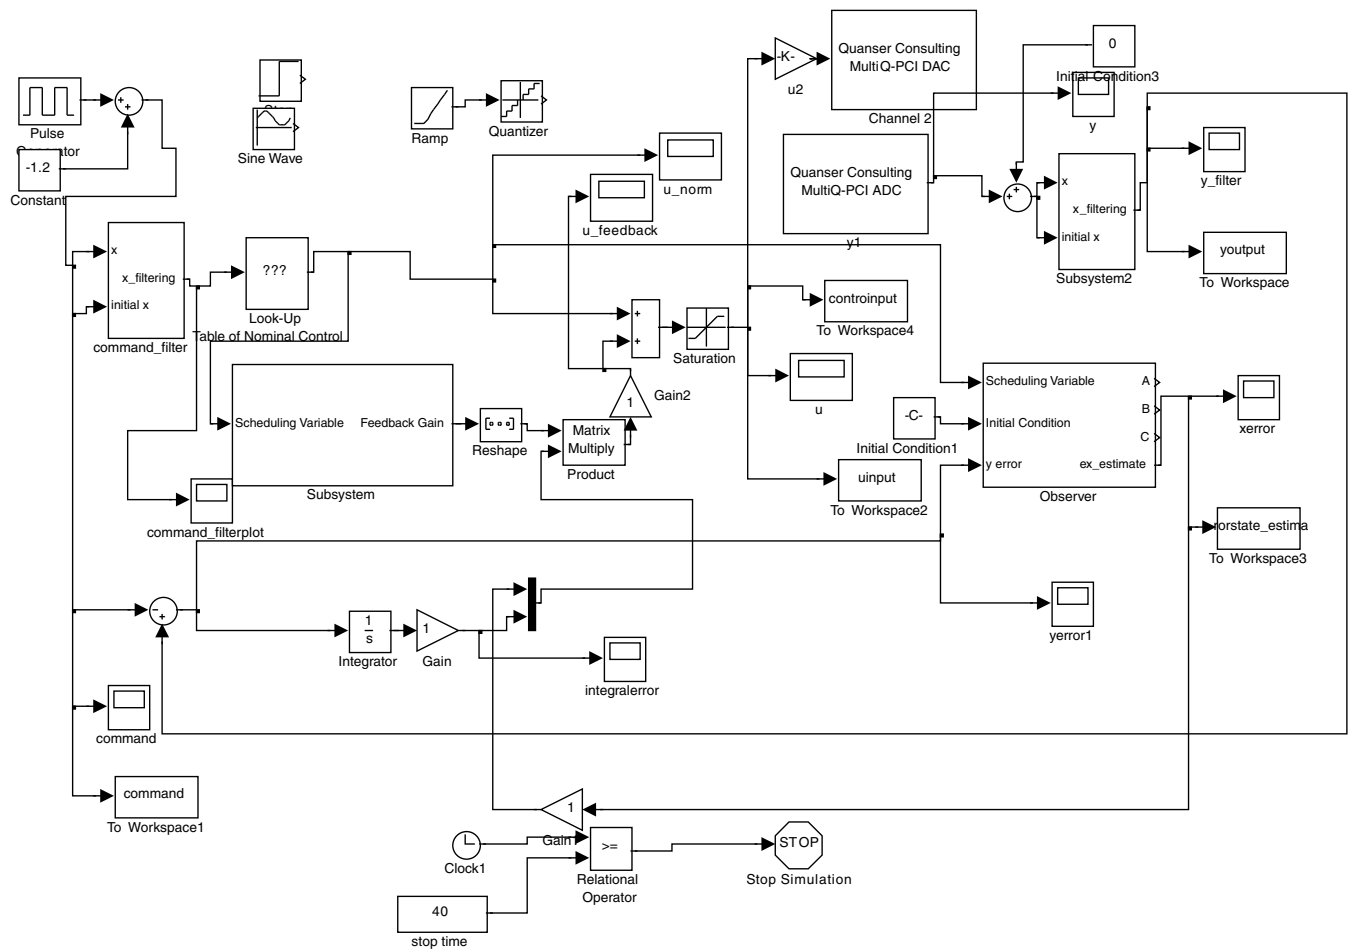 Pulse
Constant
-1.2
Sine Wave
Ramp
Quantizer
u_norm
u_feedback
-K-
u2
Quanser Consulting
MultiQ-PCI DAC
Channel 2
Quanser Consulting
MultiQ-PCI ADC
y1
0
Initial Condition3
y
x
x_filtering
initial x
Subsystem2
y_filter
youtput
To Workspace
x
x_filtering
initial x
command_filter
???
Look-Up
Table of Nominal Control
+
+
Saturation
controinput
To Workspace4
u
1
Gain2
Scheduling Variable
Feedback Gain
Subsystem
Reshape
Matrix
Multiply
Product
-C-
Initial Condition1
Scheduling Variable
Initial Condition
y error
A
B
C
ex_estimate
Observer
xerror
uinput
To Workspace2
command_filterplot
rorstate_estima
To Workspace3
yerror1
1
s
Integrator
1
Gain
integralerror
command
command
To Workspace1
1
Gain
Clock1
>=
Relational
Operator
STOP
Stop Simulation
40
stop time